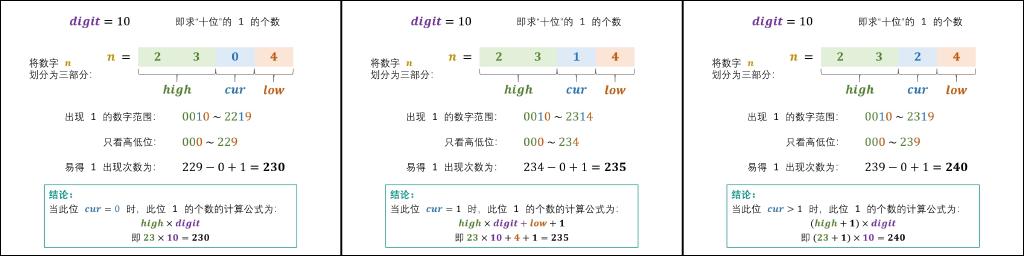 digit = 10 即求“十位”的 1 的个数
将数字 n
划分为三部分：
n = 2 3 0 4
high cur low
出现 1 的数字范围： 0010 ~ 2219
只看高低位： 000 ~ 229
易得 1 出现次数为： 229 − 0 + 1 = 230
结论：
当此位 cur = 0 时，此位 1 的个数的计算公式为：
high × digit
即 23 × 10 = 230
digit = 10 即求“十位”的 1 的个数
将数字 n
划分为三部分：
n = 2 3 1 4
high cur low
出现 1 的数字范围： 0010 ~ 2314
只看高低位： 000 ~ 234
易得 1 出现次数为： 234 − 0 + 1 = 235
结论：
当此位 cur = 1 时，此位 1 的个数的计算公式为：
high × digit + low + 1
即 23 × 10 + 4 + 1 = 235
digit = 10 即求“十位”的 1 的个数
将数字 n
划分为三部分：
n = 2 3 2 4
high cur low
出现 1 的数字范围： 0010 ~ 2319
只看高低位： 000 ~ 239
易得 1 出现次数为： 239 − 0 + 1 = 240
结论：
当此位 cur > 1 时，此位 1 的个数的计算公式为：
(high + 1) × digit
即 (23 + 1) × 10 = 240